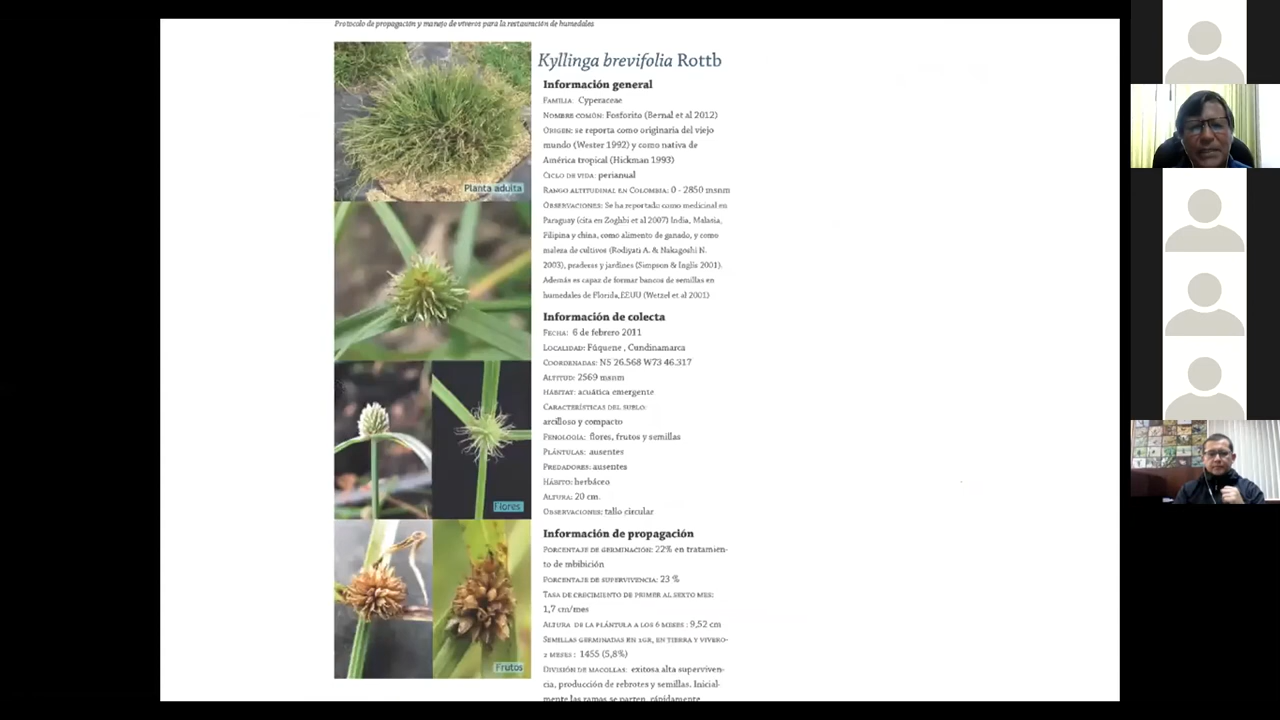 Protocolo de propagación y manejo de viveros para la restauración de humedales
Kyllinga brevifolia Rottb
Información general
Familia: Cyperaceae
Nombre común: Fosforito (Bernal et al 2012)
Origen: se reporta como originaria del viejo
mundo (Wester 1992) y como nativa de
América tropical (Hickman 1993)
Ciclo de vida: perianual
Rango altitudinal en Colombia: 0 - 2850 msnm
Observaciones: Se ha reportado como medicinal en
Paraguay (cita en Zoghbi et al 2007) India, Malasia,
Filipina y china, como alimento de ganado, y como
maleza de cultivos (Rodiyati A. & Nakagoshi N.
2003), praderas y jardines (Simpson & Inglis 2001).
Además es capaz de formar bancos de semillas en
humedales de Florida,EEUU (Wetzel et al 2001)
Información de colecta
Fecha: 6 de febrero 2011
Localidad: Fúquene , Cundinamarca
Coordenadas: N5 26.568 W73 46.317
Altitud: 2569 msnm
Hábitat: acuática emergente
Características del suelo:
arcilloso y compacto
Fenología: flores, frutos y semillas
Plántulas: ausentes
Predadores: ausentes
Hábito: herbáceo
Altura: 20 cm.
Observaciones: tallo circular
Información de propagación
Porcentaje de germinación: 22% en tratamien-
to de mbibición
Porcentaje de supervivencia: 23 %
Tasa de crecimiento de primer al sexto mes:
1,7 cm/mes
Altura de la plántula a los 6 meses : 9,52 cm
Semillas germinadas en 1gr, en tierra y vivero-
2 meses : 1455 (5,8%)
División de macollas: exitosa alta superviven-
cia, producción de rebrotes y semillas. Inicial-
mente las ramas se parten, rápidamente
Planta adulta
Flores
Frutos